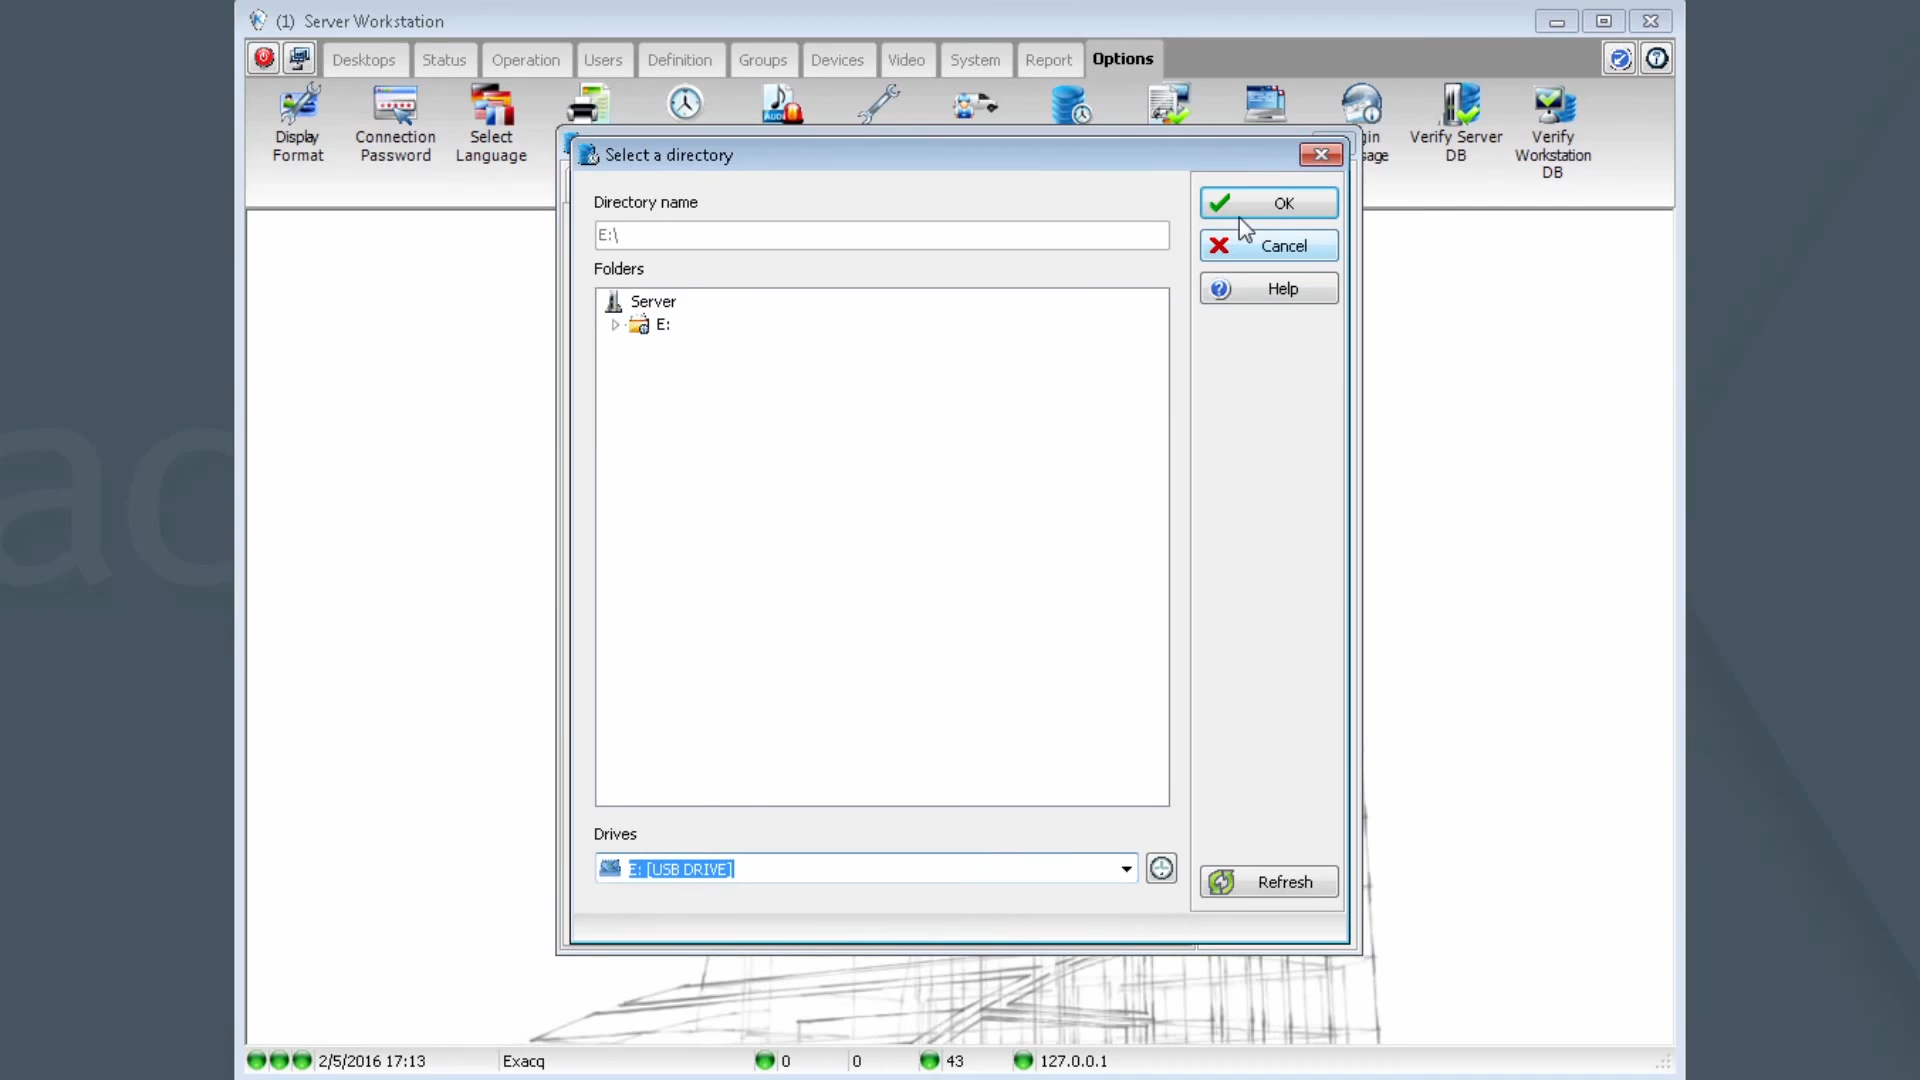 (1) Server Workstation
Desktops Status Operation Users Definition Groups Devices Video System Report Options
Display Format
Connection Password
Select Language
AUD
Verify Server DB
Verify Workstation DB
Select a directory
Directory name
E:\
Folders
Server
E:
OK
Cancel
Help
Drives
E: [USB DRIVE]
Refresh
2/5/2016 17:13 Exacq 0 0 43 127.0.0.1